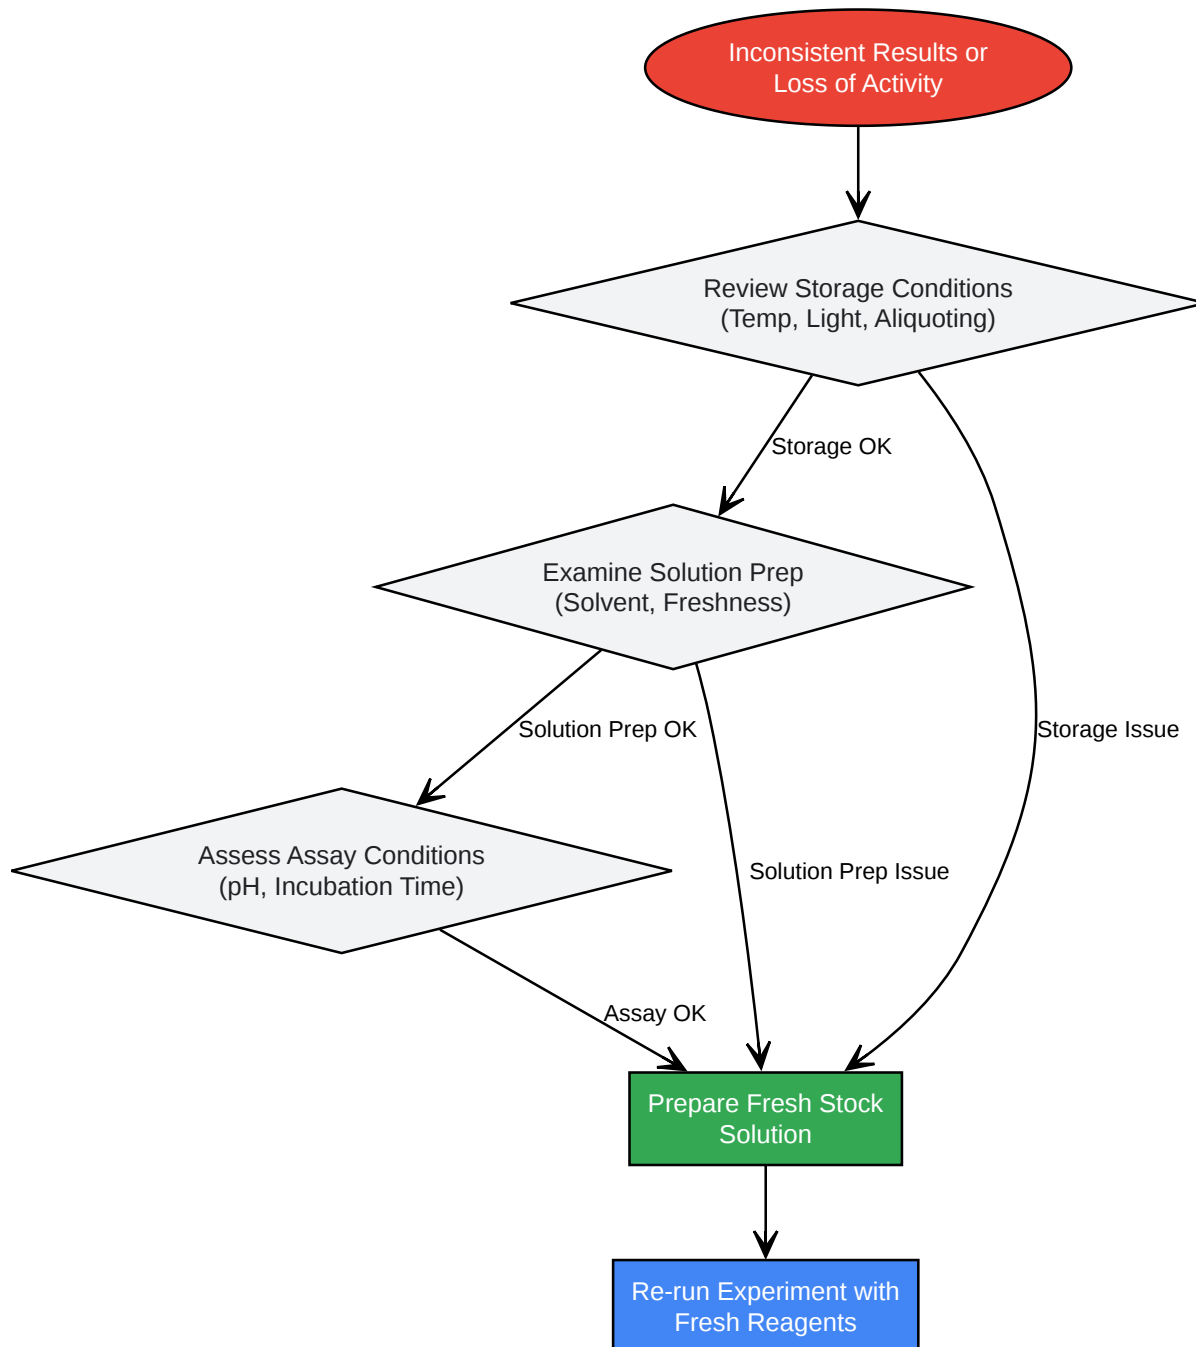 Inconsistent Results or
Loss of Activity
Review Storage Conditions
(Temp, Light, Aliquoting)
Storage OK
Examine Solution Prep
(Solvent, Freshness)
Solution Prep OK
Storage Issue
Assess Assay Conditions
(pH, Incubation Time)
Solution Prep Issue
Assay OK
Prepare Fresh Stock
Solution
Re-run Experiment with
Fresh Reagents